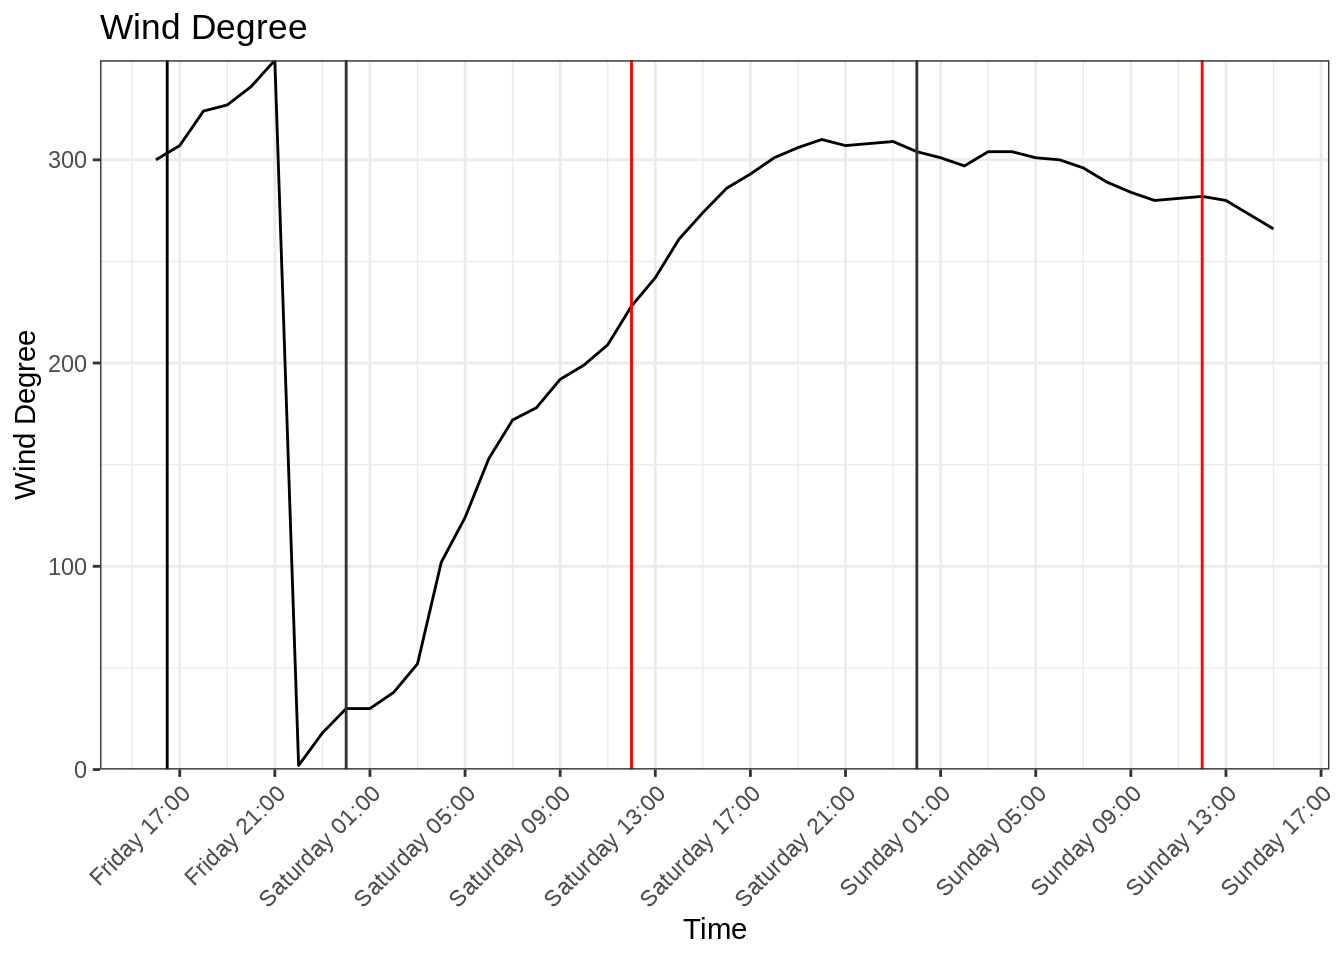 Wind Degree
Wind Degree
300
200
100
0
Friday 17:00
Friday 21:00
Saturday 01:00
Saturday 05:00
Saturday 09:00
Saturday 13:00
Saturday 17:00
Saturday 21:00
Sunday 01:00
Sunday 05:00
Sunday 09:00
Sunday 13:00
Sunday 17:00
Time